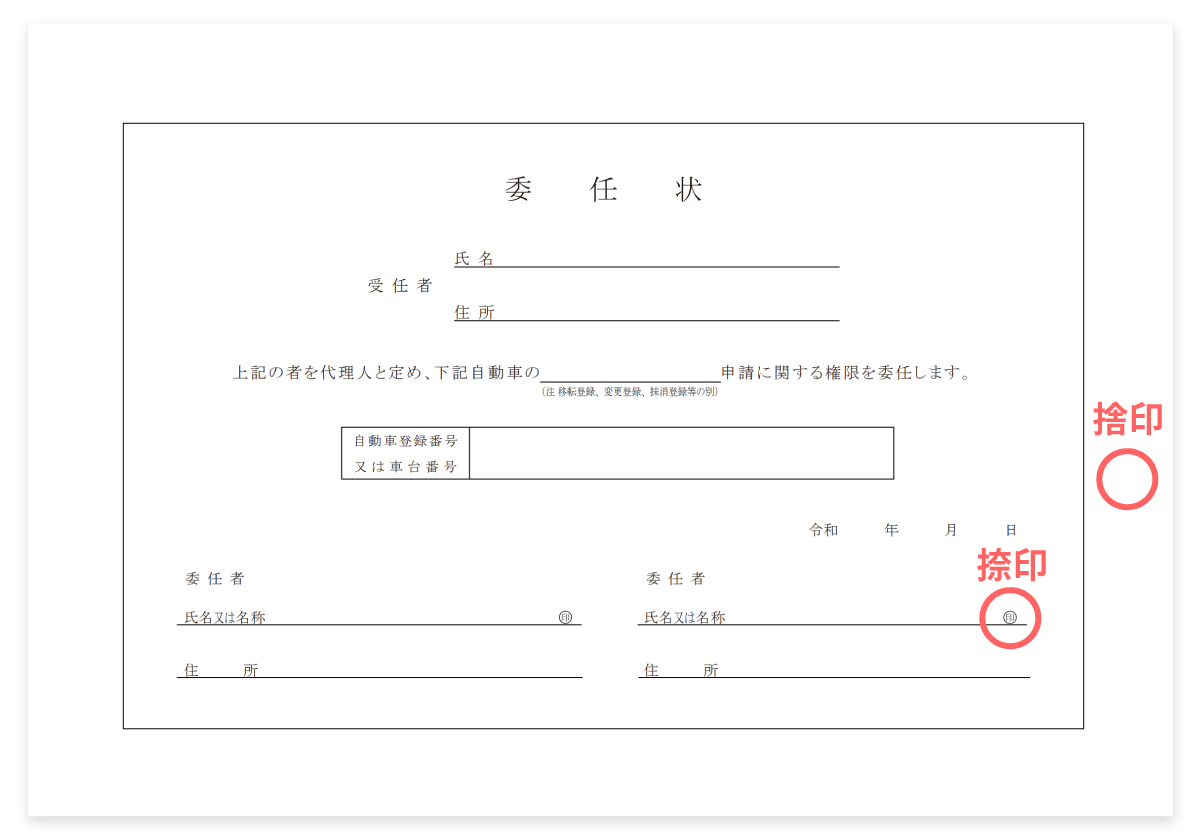 委任状
氏名
受任者
住所
上記の者を代理人と定め、下記自動車の＿＿＿＿＿＿申請に関する権限を委任します。
(注 移転登録、変更登録、抹消登録等の別)
捨印
自動車登録番号
又は車台番号
令和 年 月 日
捺印
委任者
氏名又は名称 ㊞
住所
委任者
氏名又は名称 ㊞
住所